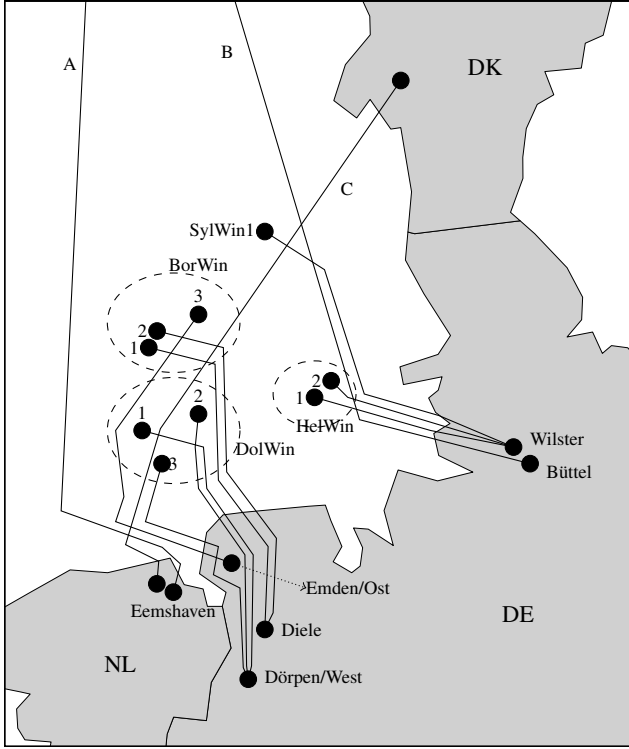 B
A
DK
C
SylWin1
BorWin
3
2
1
2
1
HelWin
2
1
DolWin
3
Wilster
Büttel
Emden/Ost
Eemshaven
DE
Diele
NL
Dörpen/West